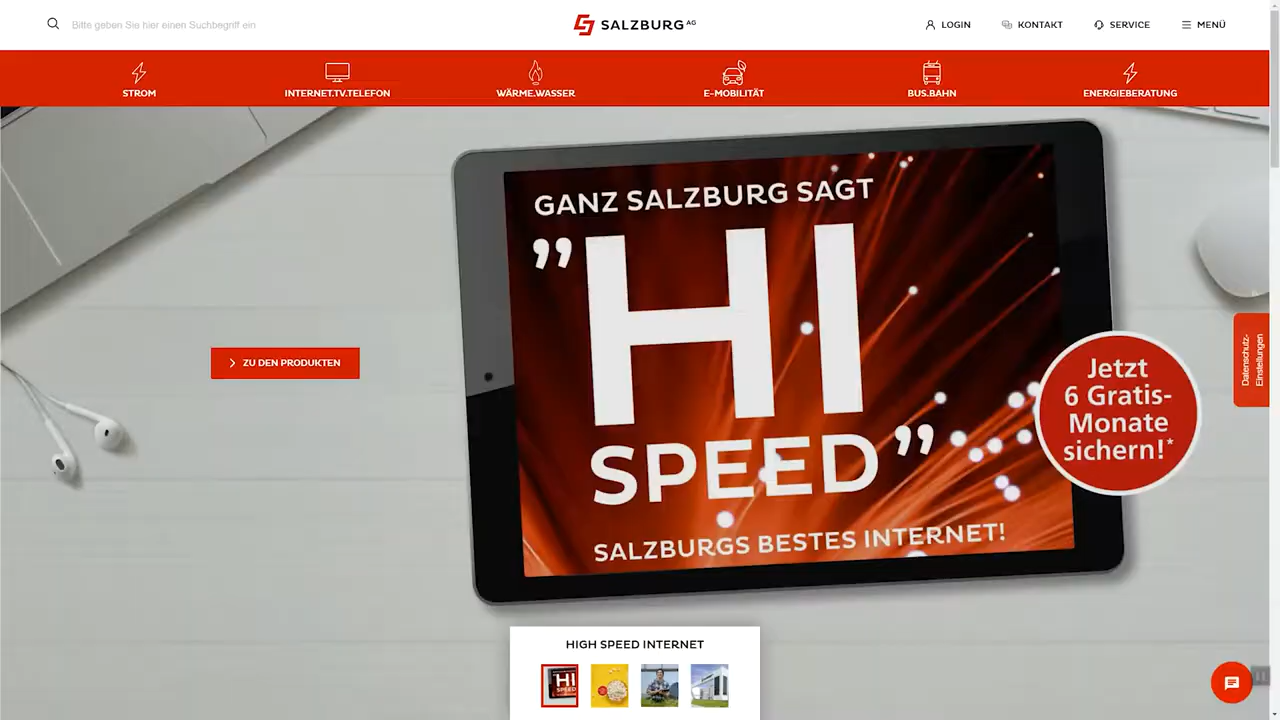 Bitte geben Sie hier einen Suchbegriff ein
SALZBURG AG
LOGIN
KONTAKT
SERVICE
MENÜ
STROM
INTERNET.TV.TELEFON
WÄRME.WASSER
E-MOBILITÄT
BUS.BAHN
ENERGIEBERATUNG
GANZ SALZBURG SAGT
”HI
SPEED”
SALZBURGS BESTES INTERNET!
Jetzt
6 Gratis-
Monate
sichern!*
ZU DEN PRODUKTEN
Datenschutz-
Einstellungen
HIGH SPEED INTERNET
HI
SPEED